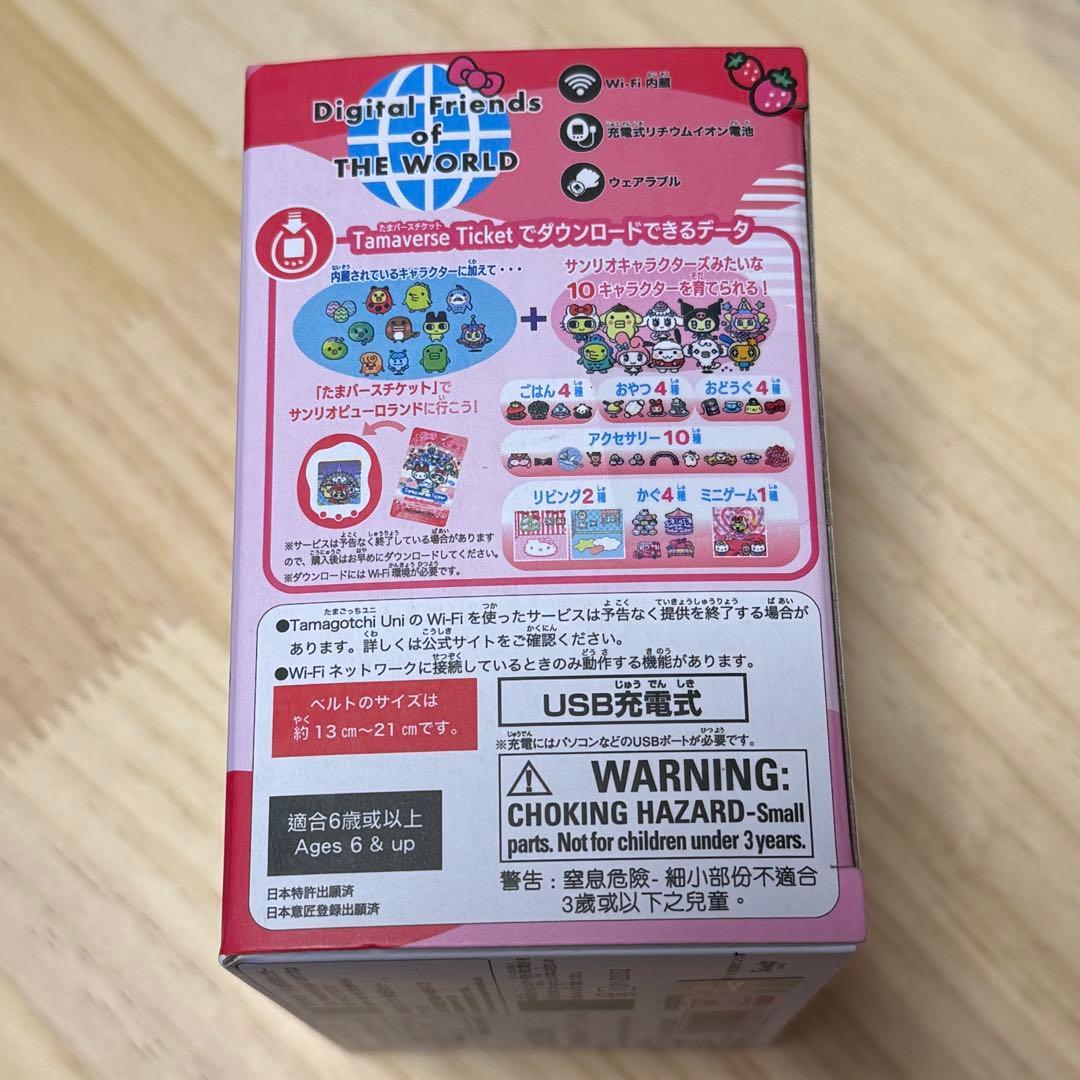 Digital Friends
of
THE WORLD
Wi-Fi 内蔵
充電式リチウムイオン電池
ウェアラブル
Tamaverse Ticket でダウンロードできるデータ
内蔵されているキャラクターに加えて・・・
サンリオキャラクターズみたいな
10 キャラクターを育てられる！
+
「たまバースチケット」で
サンリオピューロランドに行こう！
ごはん 4 種
おやつ 4 種
おどうぐ 4 種
アクセサリー 10 種
リビング 2 種
かぐ 4 種
ミニゲーム 1 種
※サービスは予告なく終了している場合があります
ので、購入後はお早めにダウンロードしてください。
※ダウンロードには Wi-Fi 環境が必要です。
●Tamagotchi Uni の Wi-Fi を使ったサービスは予告なく提供を終了する場合が
あります。詳しくは公式サイトをご確認ください。
●Wi-Fi ネットワークに接続しているときのみ動作する機能があります。
ベルトのサイズは
約 13 ㎝～21 ㎝です。
USB充電式
※充電にはパソコンなどのUSBポートが必要です。
WARNING:
CHOKING HAZARD-Small
parts. Not for children under 3 years.
適合6歲或以上
Ages 6 & up
警告：窒息危險- 細小部份不適合
3歲或以下之兒童。
日本特許出願済
日本意匠登録出願済